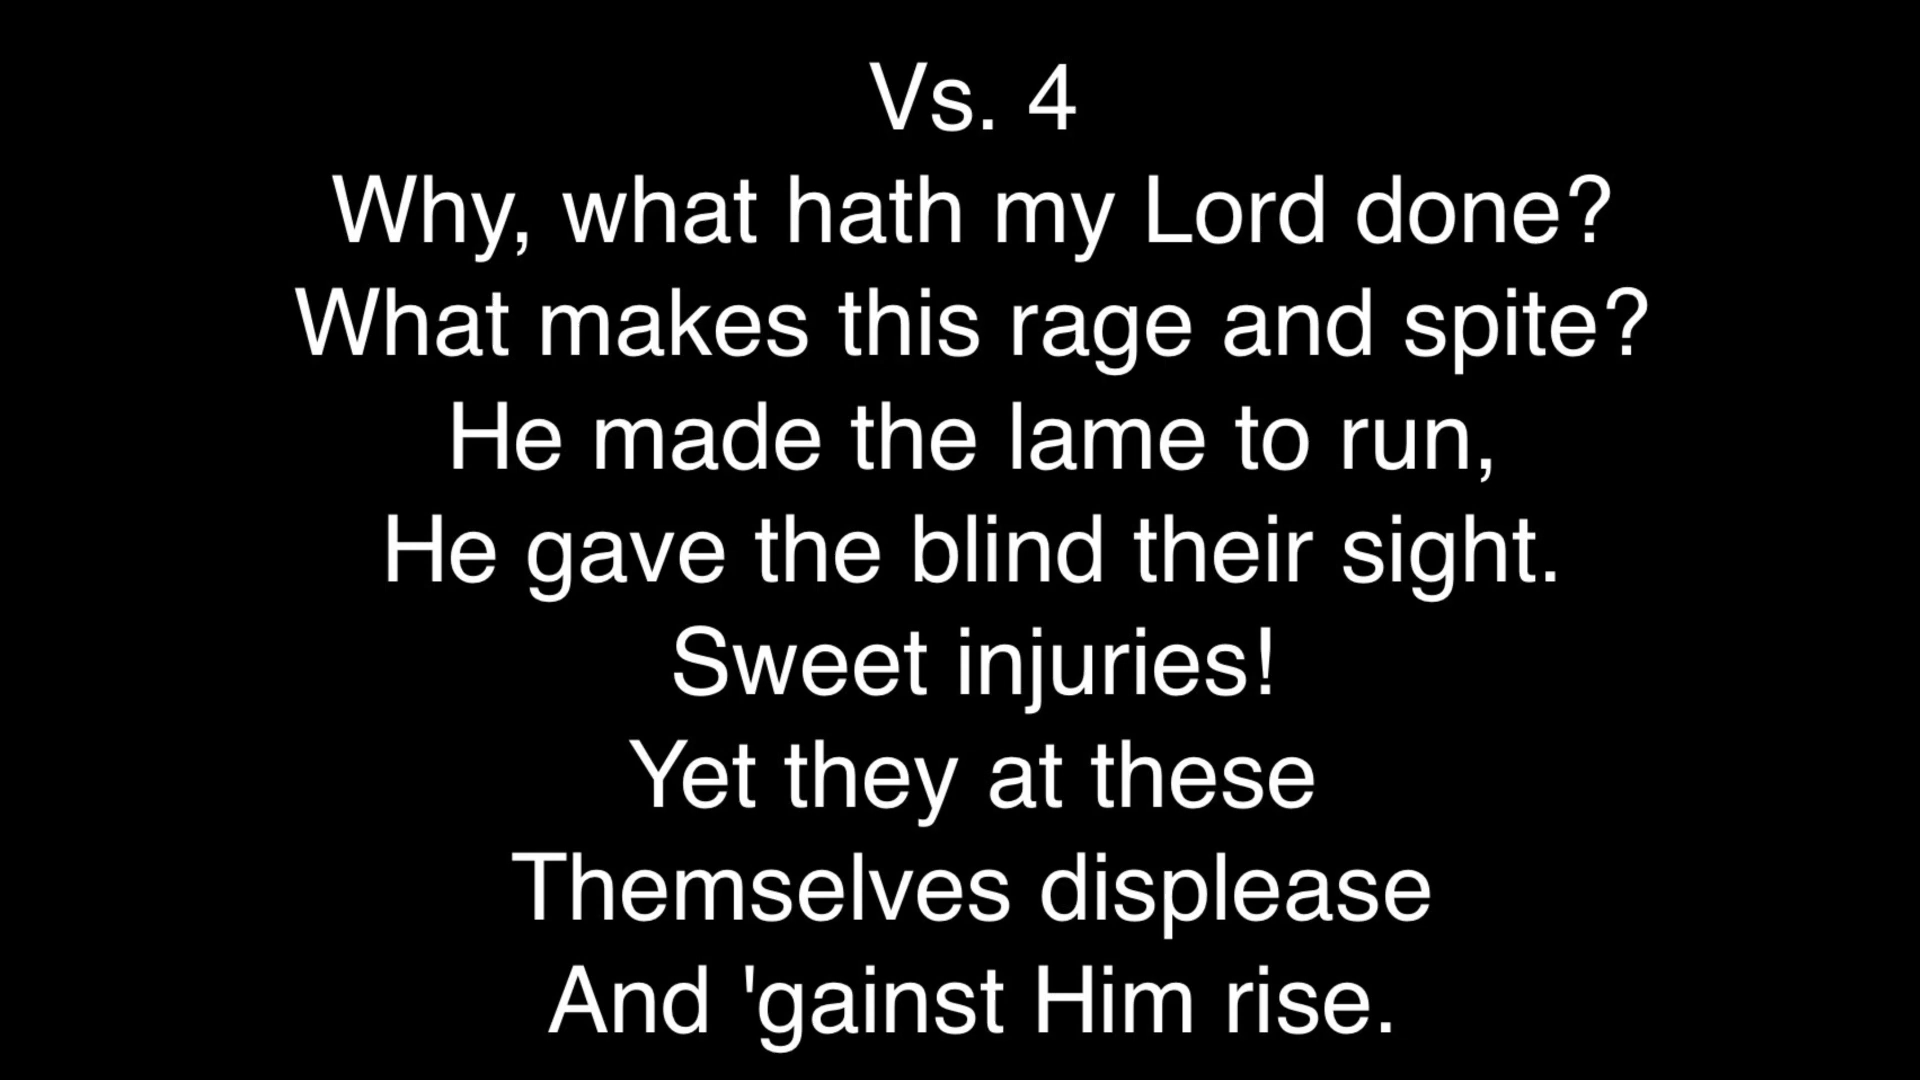 Vs. 4
Why, what hath my Lord done?
What makes this rage and spite?
He made the lame to run,
He gave the blind their sight.
Sweet injuries!
Yet they at these
Themselves displease
And 'gainst Him rise.